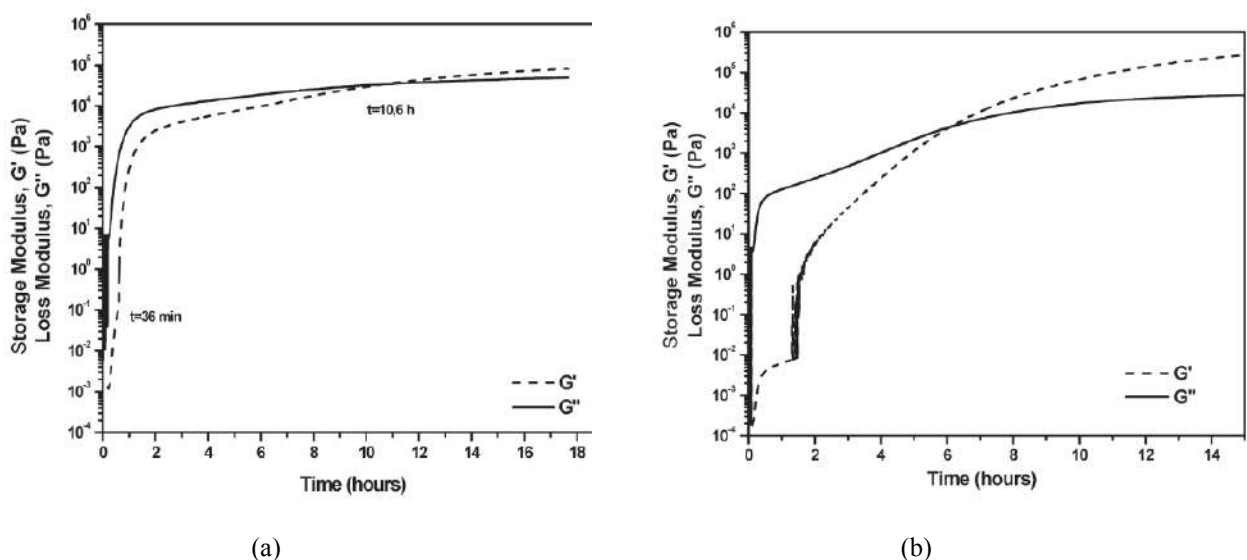 Storage Modulus, G' (Pa)
Loss Modulus, G" (Pa)
10⁶
10⁵
10⁴
10³
10²
10¹
10⁰
10⁻¹
10⁻²
10⁻³
10⁻⁴
t=10,6 h
t=36 min
G'
G"
0 2 4 6 8 10 12 14 16 18
Time (hours)
(a)
Storage Modulus, G' (Pa)
Loss Modulus, G" (Pa)
10⁶
10⁵
10⁴
10³
10²
10¹
10⁰
10⁻¹
10⁻²
10⁻³
10⁻⁴
G'
G"
0 2 4 6 8 10 12 14
Time (hours)
(b)